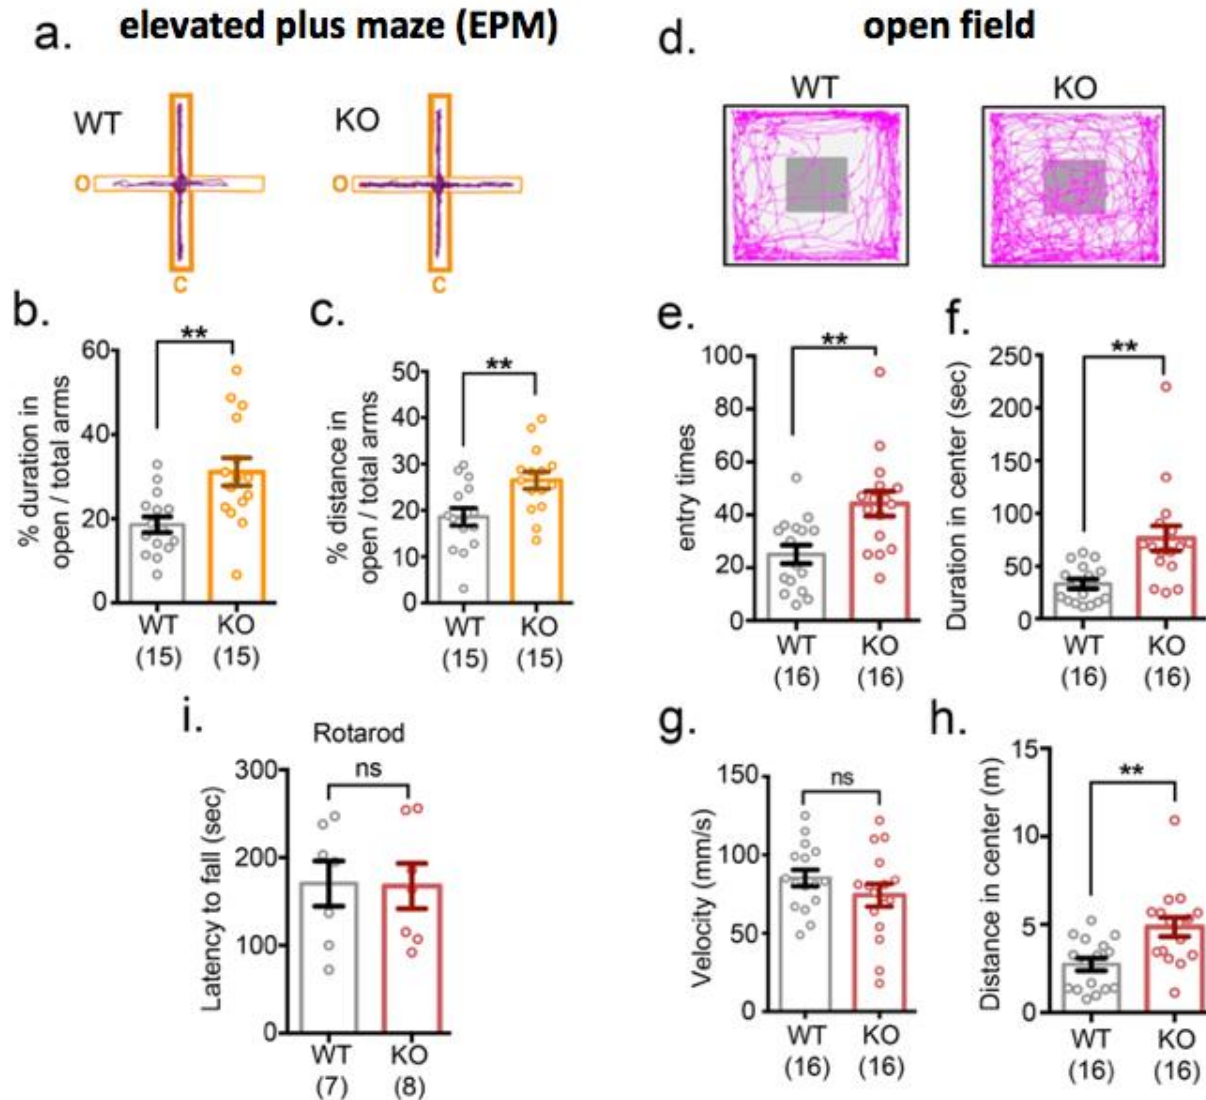 a. elevated plus maze (EPM)
WT
KO
O
C
O
C
b.
% duration in
open / total arms
60
40
20
0
**
WT
KO
(15)
(15)
c.
% distance in
open / total arms
50
40
30
20
10
0
**
WT
KO
(15)
(15)
d. open field
WT
KO
e.
entry times
100
80
60
40
20
0
**
WT
KO
(16)
(16)
f.
Duration in center (sec)
250
200
150
100
50
0
**
WT
KO
(16)
(16)
i.
Rotarod
Latency to fall (sec)
300
200
100
0
ns
WT
KO
(7)
(8)
g.
Velocity (mm/s)
150
100
50
0
ns
WT
KO
(16)
(16)
h.
Distance in center (m)
15
10
5
0
**
WT
KO
(16)
(16)